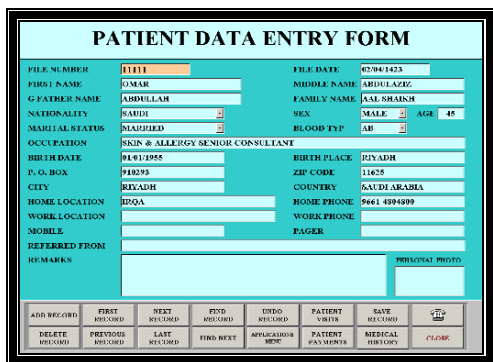 PATIENT DATA ENTRY FORM
FILE NUMBER 11111 FILE DATE 02/04/1423
FIRST NAME OMAR MIDDLE NAME ABDULAZIZ
G FATHER NAME ABDULLAH FAMILY NAME AAL SHAIKH
NATIONALITY SAUDI SEX MALE AGE 45
MARITAL STATUS MARRIED BLOOD TYP AB
OCCUPATION SKIN & ALLERGY SENIOR CONSULTANT
BIRTH DATE 01/01/1955 BIRTH PLACE RIYADH
P. O. BOX 910293 ZIP CODE 11625
CITY RIYADH COUNTRY SAUDI ARABIA
HOME LOCATION IRQA HOME PHONE 9661 4804800
WORK LOCATION WORK PHONE
MOBILE PAGER
REFERRED FROM
REMARKS PERSONAL PHOTO
ADD RECORD FIRST RECORD NEXT RECORD FIND RECORD UNDO RECORD PATIENT VISITS SAVE RECORD
DELETE RECORD PREVIOUS RECORD LAST RECORD FIND NEXT APPLICATIONS MENU PATIENT PAYMENTS MEDICAL HISTORY CLOSE